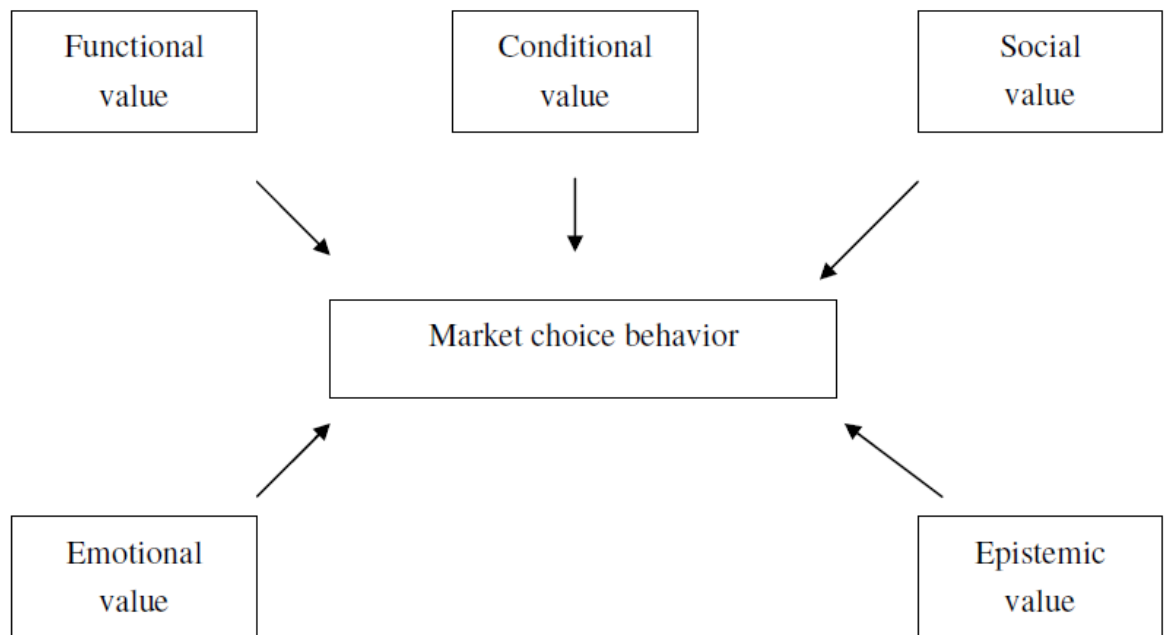 Functional
value
Conditional
value
Social
value
Market choice behavior
Emotional
value
Epistemic
value